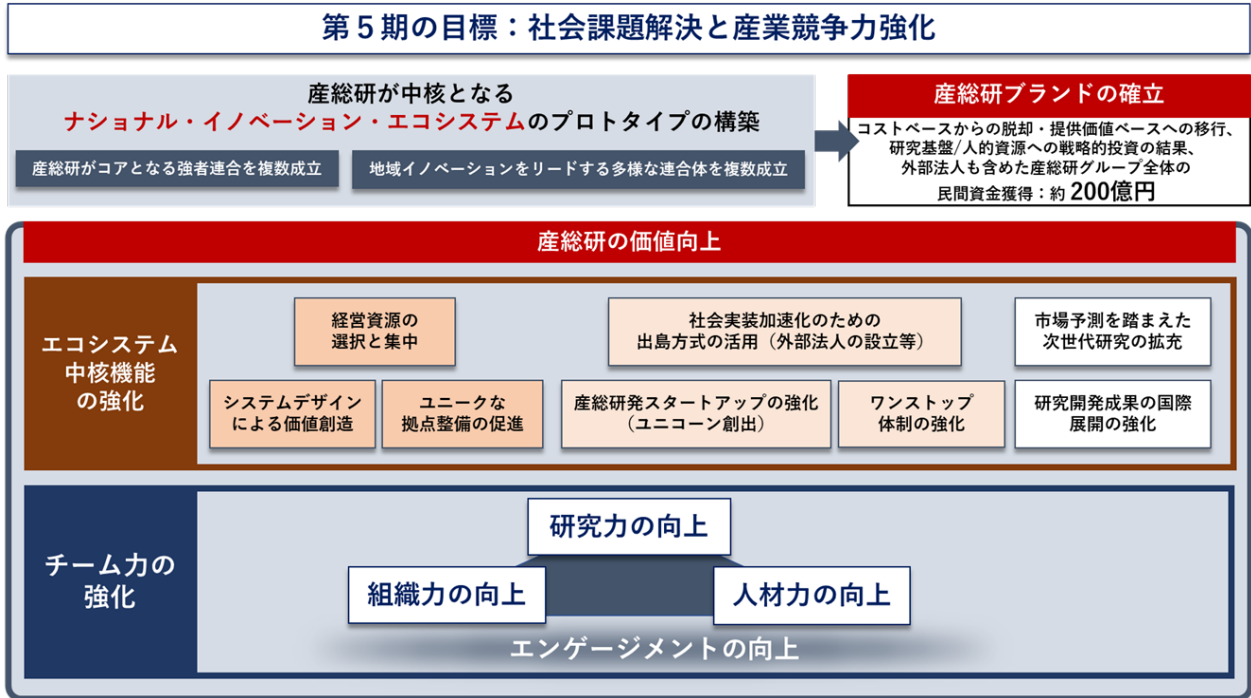 第5期の目標：社会課題解決と産業競争力強化
産総研が中核となる
ナショナル・イノベーション・エコシステムのプロトタイプの構築
産総研がコアとなる強者連合を複数成立
地域イノベーションをリードする多様な連合体を複数成立
産総研ブランドの確立
コストベースからの脱却・提供価値ベースへの移行、
研究基盤/人的資源への戦略的投資の結果、
外部法人も含めた産総研グループ全体の
民間資金獲得：約 200億円
産総研の価値向上
エコシステム
中核機能
の強化
経営資源の
選択と集中
社会実装加速化のための
出島方式の活用（外部法人の設立等）
市場予測を踏まえた
次世代研究の拡充
システムデザイン
による価値創造
ユニークな
拠点整備の促進
産総研発スタートアップの強化
（ユニコーン創出）
ワンストップ
体制の強化
研究開発成果の国際
展開の強化
チーム力の
強化
研究力の向上
組織力の向上
人材力の向上
エンゲージメントの向上